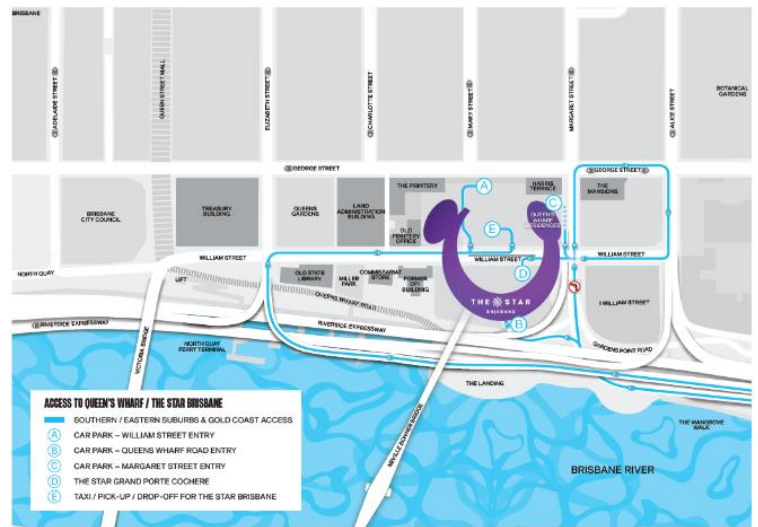 BRISBANE
ADELAIDE STREET
QUEEN STREET MALL
ELIZABETH STREET
CHARLOTTE STREET
MARY STREET
MARGARET STREET
ALICE STREET
BOTANICAL
GARDENS
GEORGE STREET
GEORGE STREET
BRISBANE
CITY COUNCIL
TREASURY
BUILDING
QUEENS
GARDENS
LAND
ADMINISTRATION
BUILDING
THE PRINTERY
OLD
PRINTERY
OFFICE
A
E
HARRIS
TERRACE
C
QUEEN'S
WHARF
RESIDENCES
THE
MANSIONS
WILLIAM STREET
WILLIAM STREET
WILLIAM STREET
D
NORTH QUAY
LIFT
OLD STATE
LIBRARY
MILLER
PARK
COMMISSARIAT
STORE
FORMER
DPI
BUILDING
QUEENS WHARF ROAD
THE STAR
BRISBANE
B
1 WILLIAM STREET
RIVERSIDE EXPRESSWAY
RIVERSIDE EXPRESSWAY
GARDENS POINT ROAD
VICTORIA BRIDGE
NORTH QUAY
FERRY TERMINAL
NEVILLE BONNER BRIDGE
THE LANDING
THE MANGROVE
WALK
BRISBANE RIVER
ACCESS TO QUEEN'S WHARF / THE STAR BRISBANE
SOUTHERN / EASTERN SUBURBS & GOLD COAST ACCESS
A CAR PARK – WILLIAM STREET ENTRY
B CAR PARK – QUEENS WHARF ROAD ENTRY
C CAR PARK – MARGARET STREET ENTRY
D THE STAR GRAND PORTE COCHERE
E TAXI / PICK-UP / DROP-OFF FOR THE STAR BRISBANE